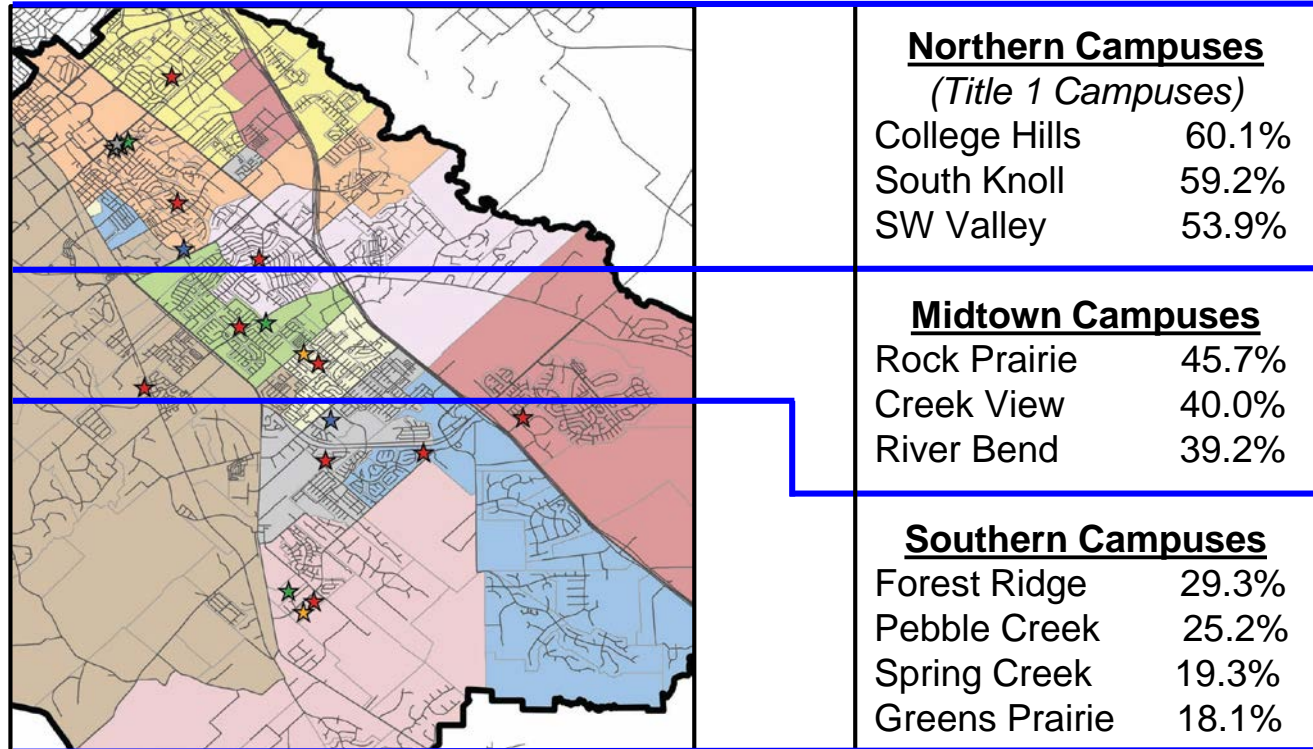 Northern Campuses
(Title 1 Campuses)
College Hills 60.1%
South Knoll 59.2%
SW Valley 53.9%
Midtown Campuses
Rock Prairie 45.7%
Creek View 40.0%
River Bend 39.2%
Southern Campuses
Forest Ridge 29.3%
Pebble Creek 25.2%
Spring Creek 19.3%
Greens Prairie 18.1%